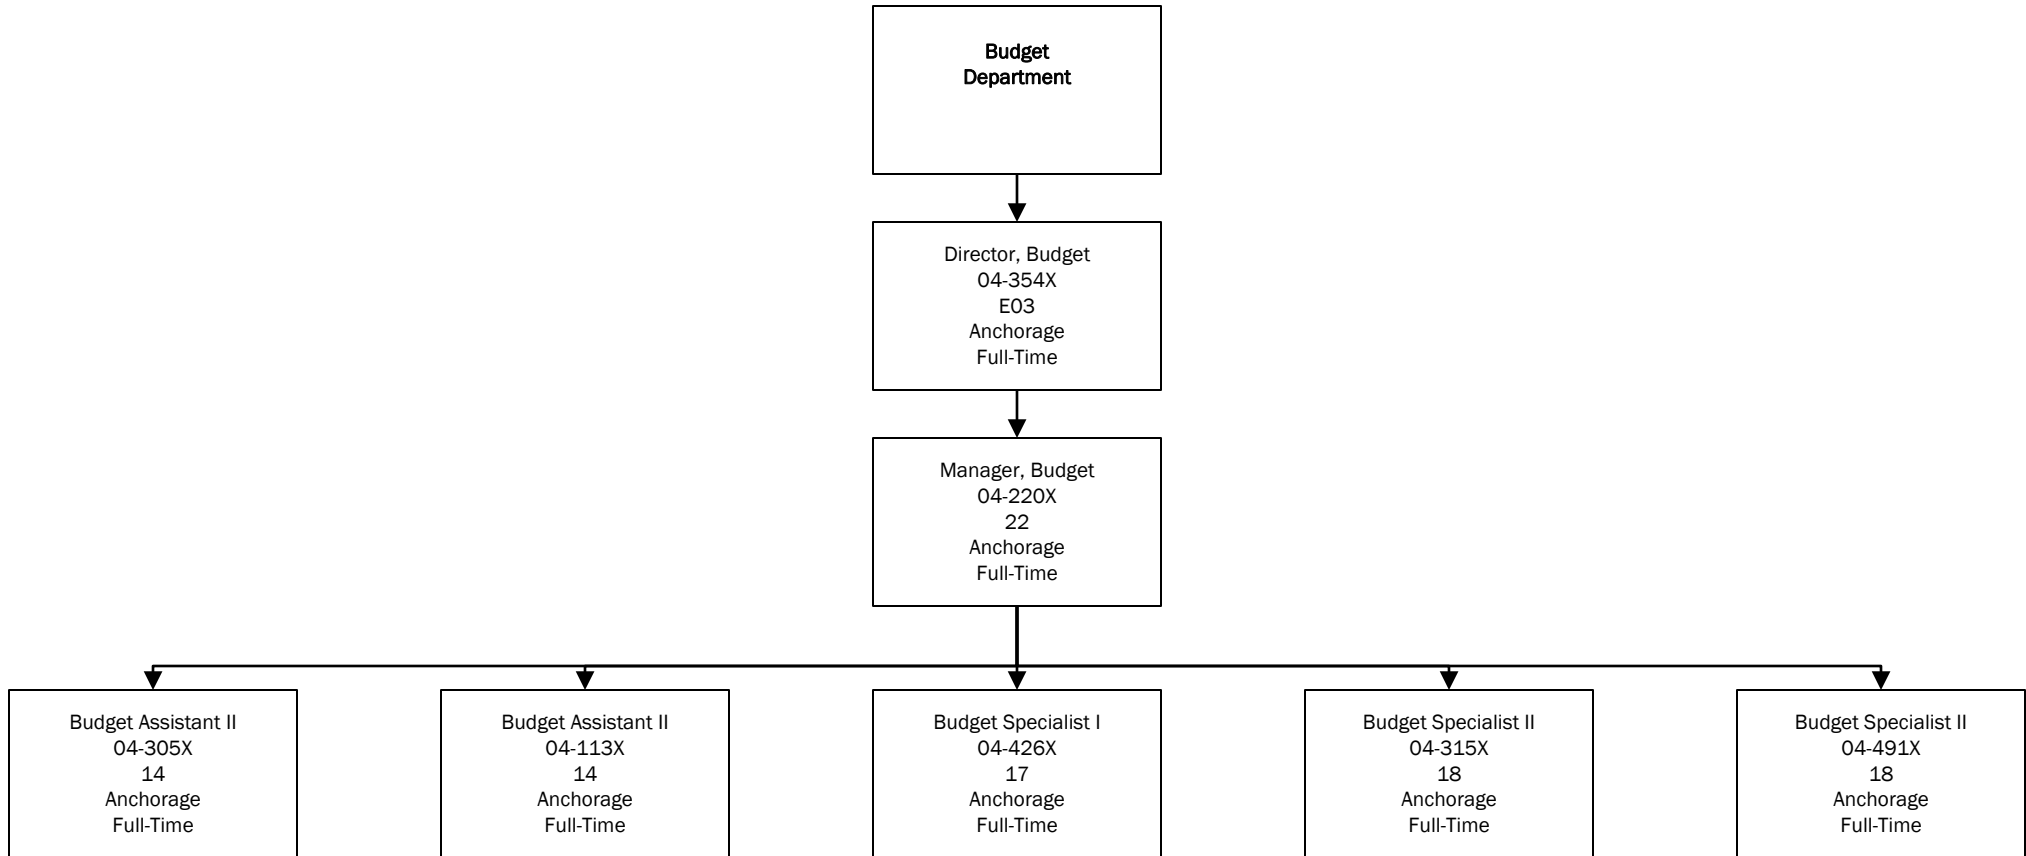 Budget
Department
Director, Budget
04-354X
E03
Anchorage
Full-Time
Manager, Budget
04-220X
22
Anchorage
Full-Time
Budget Assistant II
04-305X
14
Anchorage
Full-Time
Budget Assistant II
04-113X
14
Anchorage
Full-Time
Budget Specialist I
04-426X
17
Anchorage
Full-Time
Budget Specialist II
04-315X
18
Anchorage
Full-Time
Budget Specialist II
04-491X
18
Anchorage
Full-Time